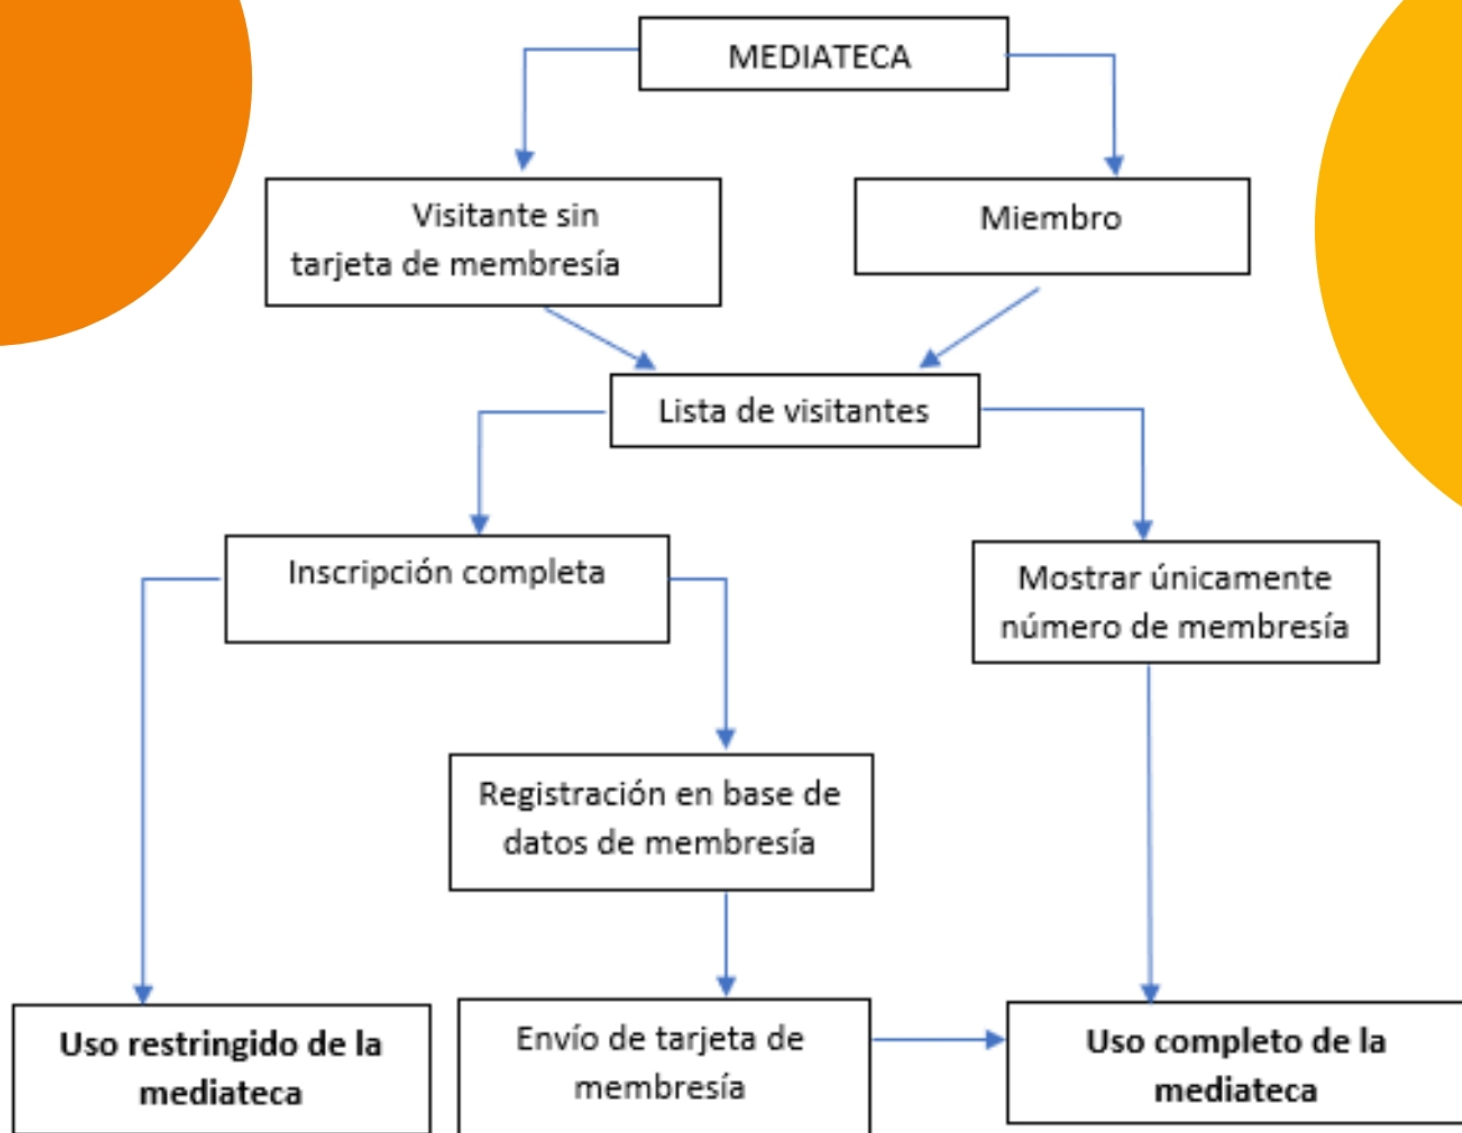 MEDIATECA
Visitante sin
tarjeta de membresía
Miembro
Lista de visitantes
Inscripción completa
Mostrar únicamente
número de membresía
Registración en base de
datos de membresía
Uso restringido de la
mediateca
Envío de tarjeta de
membresía
Uso completo de la
mediateca